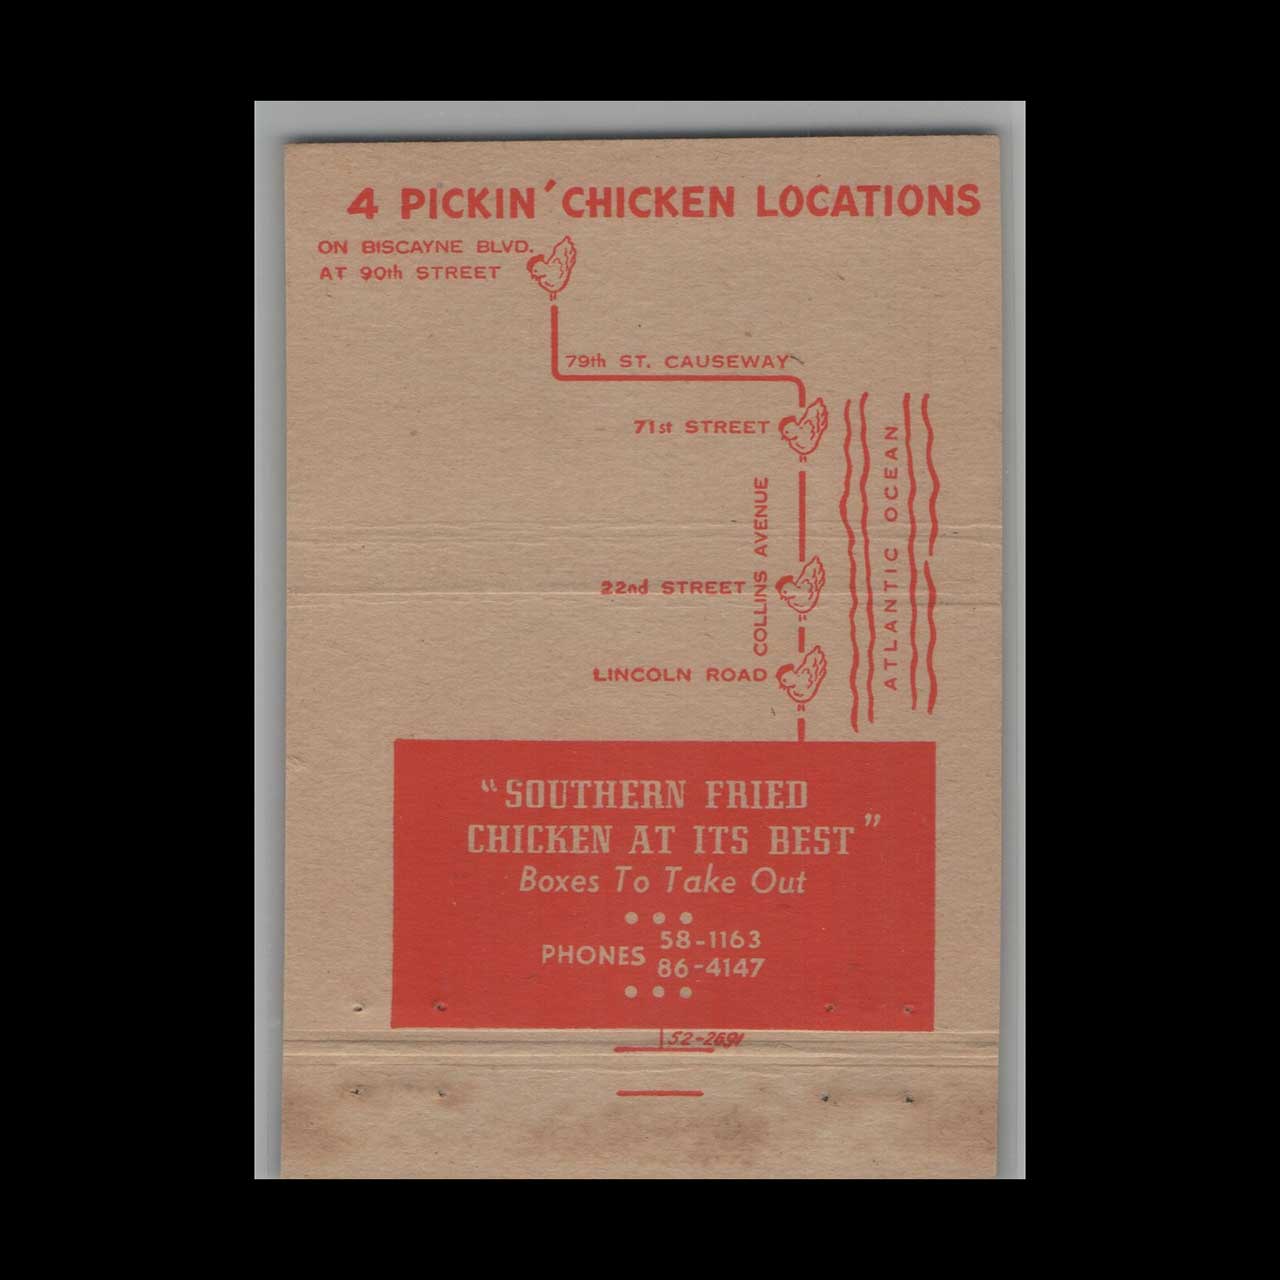 4 PICKIN' CHICKEN LOCATIONS
ON BISCAYNE BLVD.
AT 90th STREET
79th ST. CAUSEWAY
71st STREET
COLLINS AVENUE
ATLANTIC OCEAN
22nd STREET
LINCOLN ROAD
"SOUTHERN FRIED
CHICKEN AT ITS BEST"
Boxes To Take Out
PHONES 58-1163
86-4147
52-2691